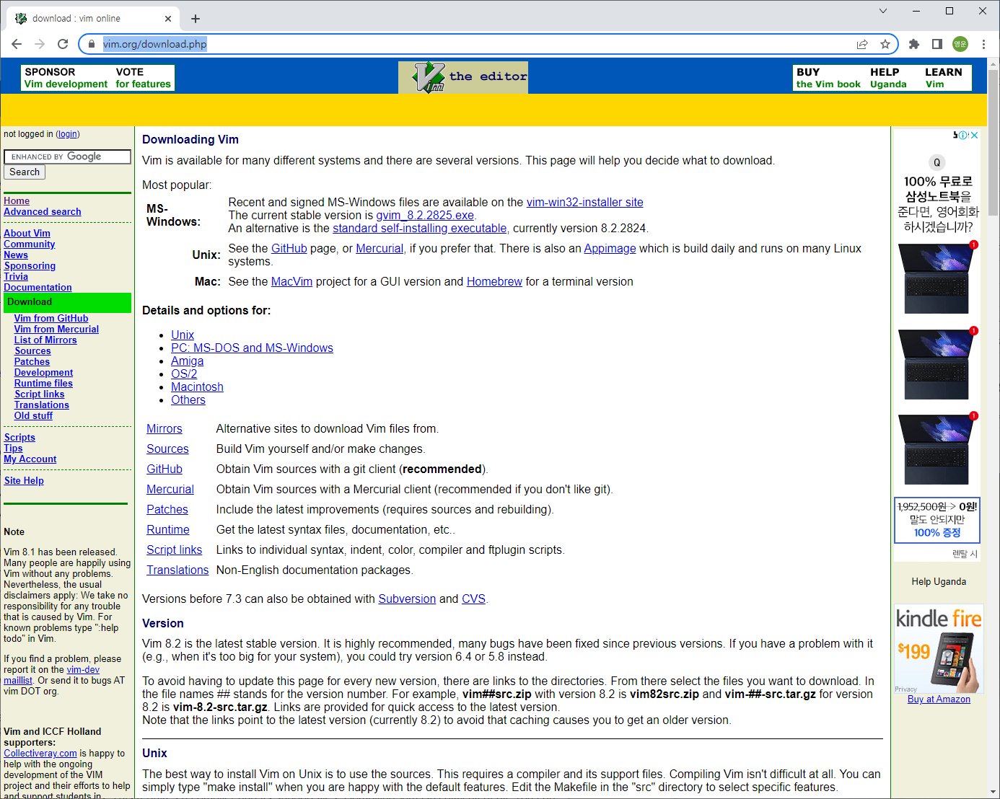 download : vim online
vim.org/download.php
영운
SPONSOR
Vim development
VOTE
for features
Vim the editor
BUY
the Vim book
HELP
Uganda
LEARN
Vim
not logged in (login)
ENHANCED BY Google
Search
Home
Advanced search
About Vim
Community
News
Sponsoring
Trivia
Documentation
Download
Vim from GitHub
Vim from Mercurial
List of Mirrors
Sources
Patches
Development
Runtime files
Script links
Translations
Old stuff
Scripts
Tips
My Account
Site Help
Note
Vim 8.1 has been released.
Many people are happily using
Vim without any problems.
Nevertheless, the usual
disclaimers apply: We take no
responsibility for any trouble
that is caused by Vim. For
known problems type ":help
todo" in Vim.
If you find a problem, please
report it on the vim-dev
maillist. Or send it to bugs AT
vim DOT org.
Vim and ICCF Holland
supporters:
Collectiveray.com is happy to
help with the ongoing
development of the VIM
project and their efforts to help
and support students in
Downloading Vim
Vim is available for many different systems and there are several versions. This page will help you decide what to download.
Most popular:
MS-
Windows:
Recent and signed MS-Windows files are available on the vim-win32-installer site
The current stable version is gvim_8.2.2825.exe.
An alternative is the standard self-installing executable, currently version 8.2.2824.
Unix:
See the GitHub page, or Mercurial, if you prefer that. There is also an Appimage which is build daily and runs on many Linux
systems.
Mac:
See the MacVim project for a GUI version and Homebrew for a terminal version
Details and options for:
• Unix
• PC: MS-DOS and MS-Windows
• Amiga
• OS/2
• Macintosh
• Others
Mirrors Alternative sites to download Vim files from.
Sources Build Vim yourself and/or make changes.
GitHub Obtain Vim sources with a git client (recommended).
Mercurial Obtain Vim sources with a Mercurial client (recommended if you don't like git).
Patches Include the latest improvements (requires sources and rebuilding).
Runtime Get the latest syntax files, documentation, etc..
Script links Links to individual syntax, indent, color, compiler and ftplugin scripts.
Translations Non-English documentation packages.
Versions before 7.3 can also be obtained with Subversion and CVS.
Version
Vim 8.2 is the latest stable version. It is highly recommended, many bugs have been fixed since previous versions. If you have a problem with it
(e.g., when it's too big for your system), you could try version 6.4 or 5.8 instead.
To avoid having to update this page for every new version, there are links to the directories. From there select the files you want to download. In
the file names ## stands for the version number. For example, vim##src.zip with version 8.2 is vim82src.zip and vim-##-src.tar.gz for version
8.2 is vim-8.2-src.tar.gz. Links are provided for quick access to the latest version.
Note that the links point to the latest version (currently 8.2) to avoid that caching causes you to get an older version.
Unix
The best way to install Vim on Unix is to use the sources. This requires a compiler and its support files. Compiling Vim isn't difficult at all. You can
simply type "make install" when you are happy with the default features. Edit the Makefile in the "src" directory to select specific features.
Q
100% 무료로
삼성노트북을
준다면, 영어회화
하시겠습니까?
1
1
1
1,952,500원 > 0원!
말도 안되지만
100% 증정
렌탈 시
Help Uganda
kindle fire
$199
Privacy
Buy at Amazon